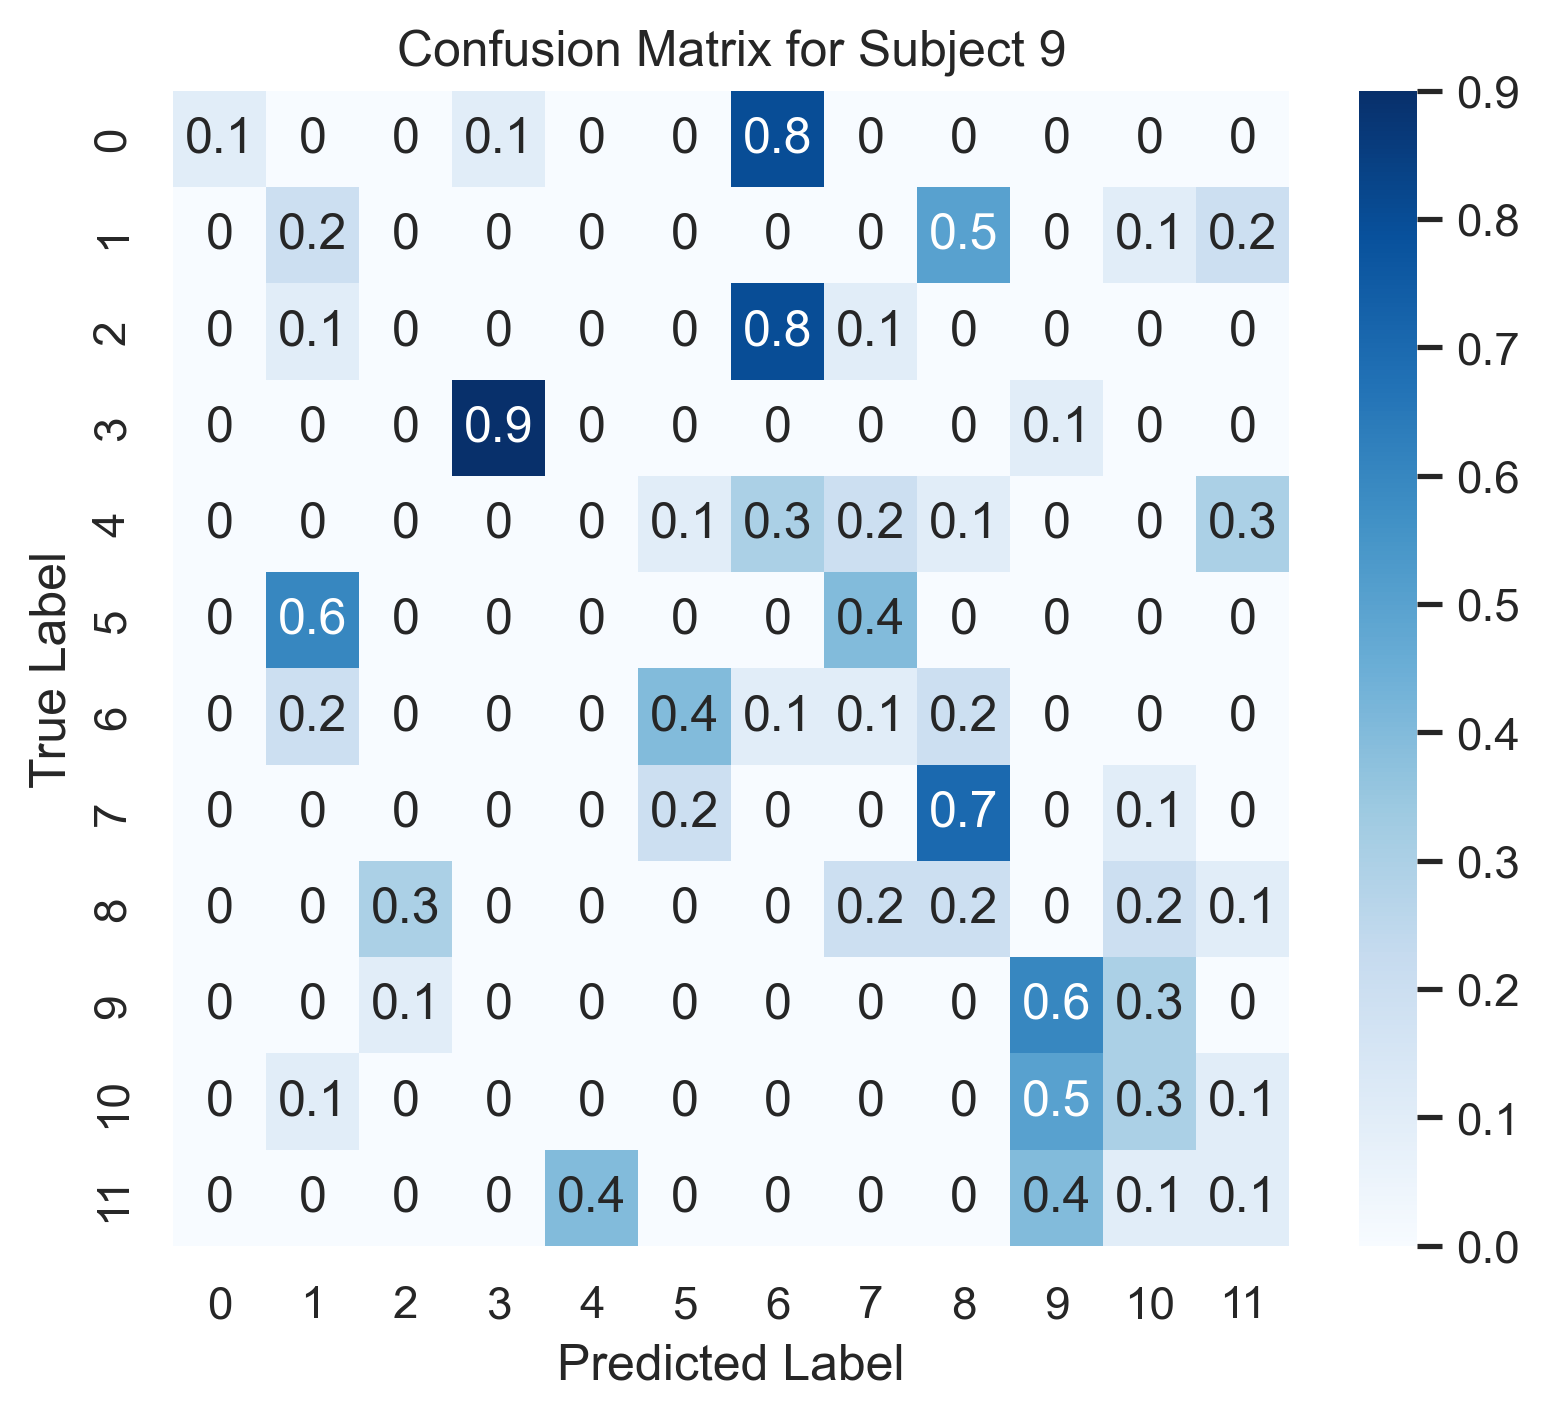 Confusion Matrix for Subject 9
0 0.1 0 0 0.1 0 0 0.8 0 0 0 0 0
1 0 0.2 0 0 0 0 0 0 0.5 0 0.1 0.2
2 0 0.1 0 0 0 0 0.8 0.1 0 0 0 0
3 0 0 0 0.9 0 0 0 0 0 0.1 0 0
4 0 0 0 0 0 0.1 0.3 0.2 0.1 0 0 0.3
5 0 0.6 0 0 0 0 0 0.4 0 0 0 0
6 0 0.2 0 0 0 0.4 0.1 0.1 0.2 0 0 0
7 0 0 0 0 0 0.2 0 0 0.7 0 0.1 0
8 0 0 0.3 0 0 0 0 0.2 0.2 0 0.2 0.1
9 0 0 0.1 0 0 0 0 0 0 0.6 0.3 0
10 0 0.1 0 0 0 0 0 0 0 0.5 0.3 0.1
11 0 0 0 0 0.4 0 0 0 0 0.4 0.1 0.1
0 1 2 3 4 5 6 7 8 9 10 11
Predicted Label
True Label
0.9
0.8
0.7
0.6
0.5
0.4
0.3
0.2
0.1
0.0